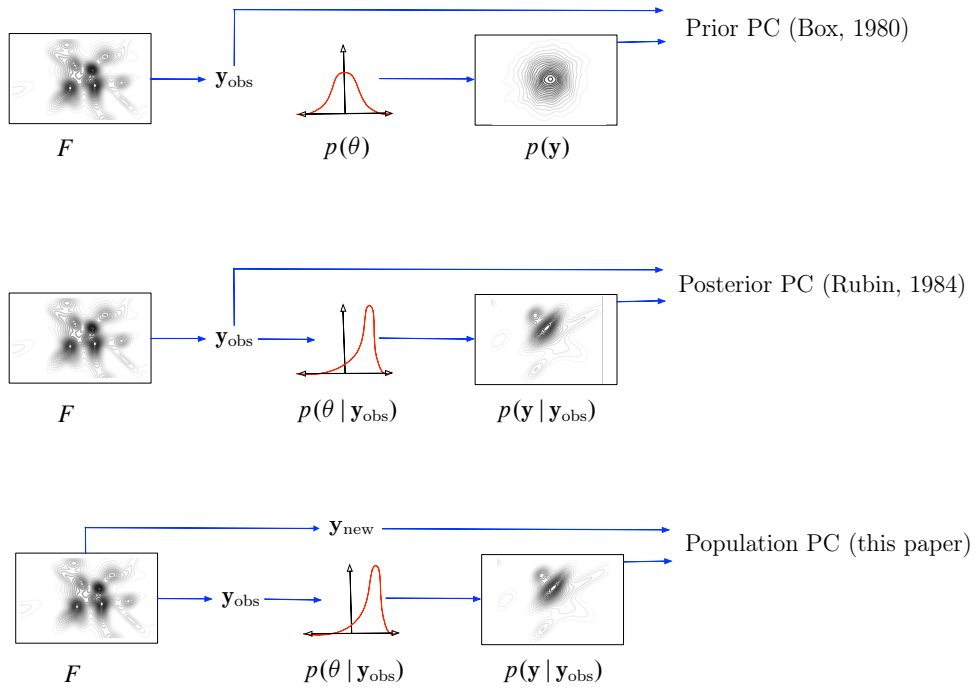 Prior PC (Box, 1980)
y_obs
F
p(θ)
p(y)
Posterior PC (Rubin, 1984)
y_obs
F
p(θ | y_obs)
p(y | y_obs)
y_new
Population PC (this paper)
y_obs
F
p(θ | y_obs)
p(y | y_obs)